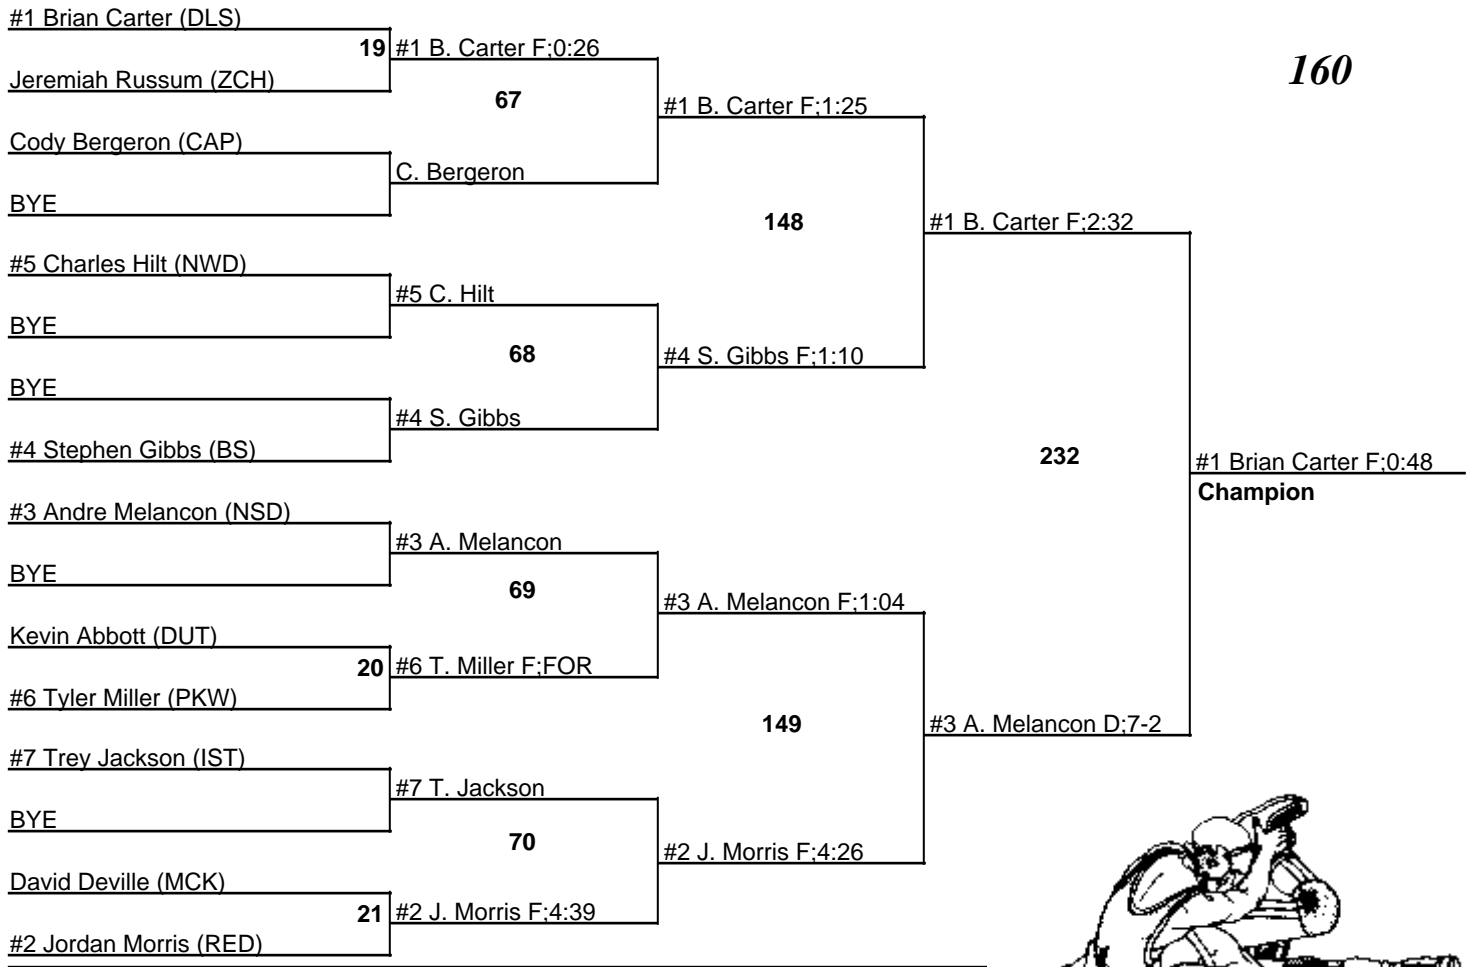 #1 Brian Carter (DLS)
19 #1 B. Carter F;0:26
160
Jeremiah Russum (ZCH)
67
#1 B. Carter F;1:25
Cody Bergeron (CAP)
C. Bergeron
BYE
148
#1 B. Carter F;2:32
#5 Charles Hilt (NWD)
#5 C. Hilt
BYE
68
#4 S. Gibbs F;1:10
BYE
#4 S. Gibbs
#4 Stephen Gibbs (BS)
232
#1 Brian Carter F;0:48
Champion
#3 Andre Melancon (NSD)
#3 A. Melancon
BYE
69
#3 A. Melancon F;1:04
Kevin Abbott (DUT)
20 #6 T. Miller F;FOR
#6 Tyler Miller (PKW)
149
#3 A. Melancon D;7-2
#7 Trey Jackson (IST)
#7 T. Jackson
BYE
70
#2 J. Morris F;4:26
David Deville (MCK)
21 #2 J. Morris F;4:39
#2 Jordan Morris (RED)